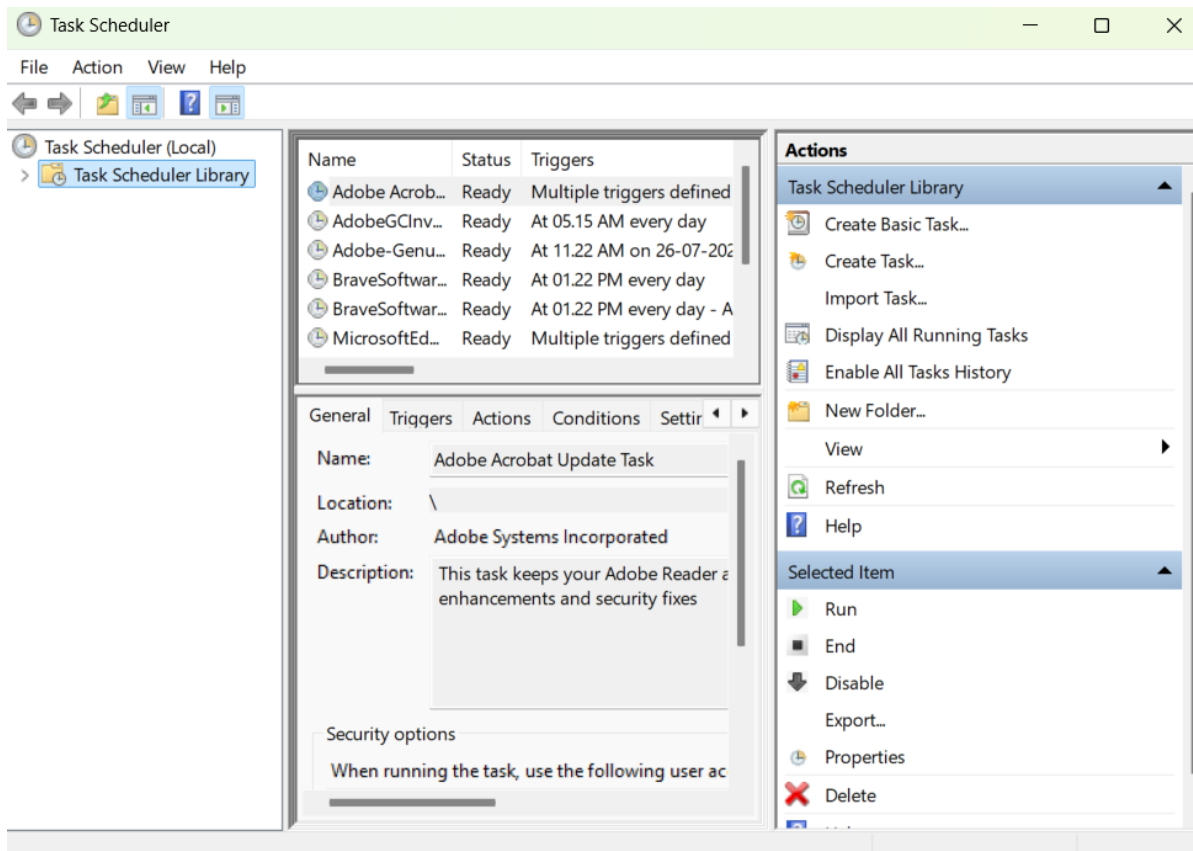 Task Scheduler
File Action View Help
Task Scheduler (Local)
Task Scheduler Library
Name Status Triggers
Adobe Acrob... Ready Multiple triggers defined
AdobeGCInv... Ready At 05.15 AM every day
Adobe-Genu... Ready At 11.22 AM on 26-07-202
BraveSoftwar... Ready At 01.22 PM every day
BraveSoftwar... Ready At 01.22 PM every day - A
MicrosoftEd... Ready Multiple triggers defined
General Triggers Actions Conditions Settin
Name: Adobe Acrobat Update Task
Location: \
Author: Adobe Systems Incorporated
Description: This task keeps your Adobe Reader a
enhancements and security fixes
Security options
When running the task, use the following user ac
Actions
Task Scheduler Library
Create Basic Task...
Create Task...
Import Task...
Display All Running Tasks
Enable All Tasks History
New Folder...
View
Refresh
Help
Selected Item
Run
End
Disable
Export...
Properties
Delete